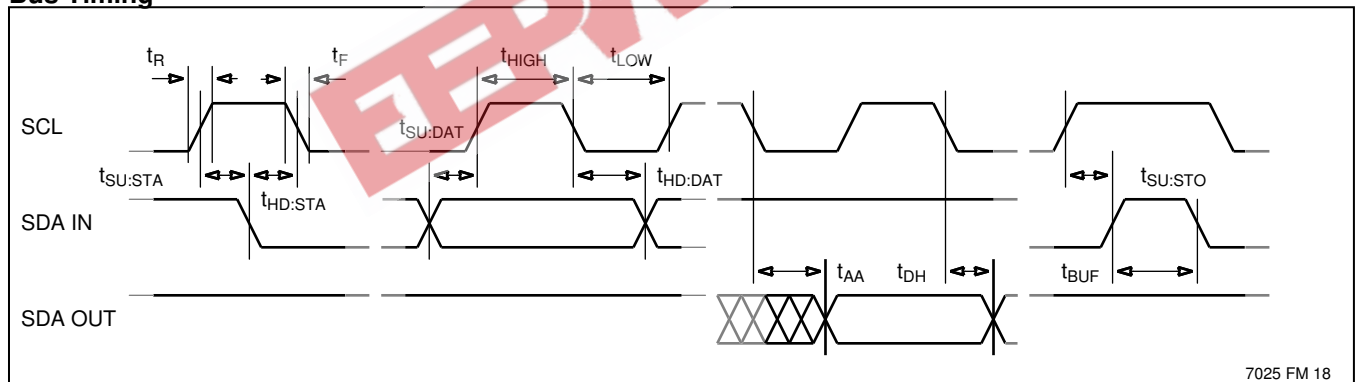 Bus Timing
tR
tF
tHIGH
tLOW
SCL
tSU:DAT
tSU:STA
tHD:STA
tHD:DAT
tSU:STO
SDA IN
tAA
tDH
tBUF
SDA OUT
7025 FM 18